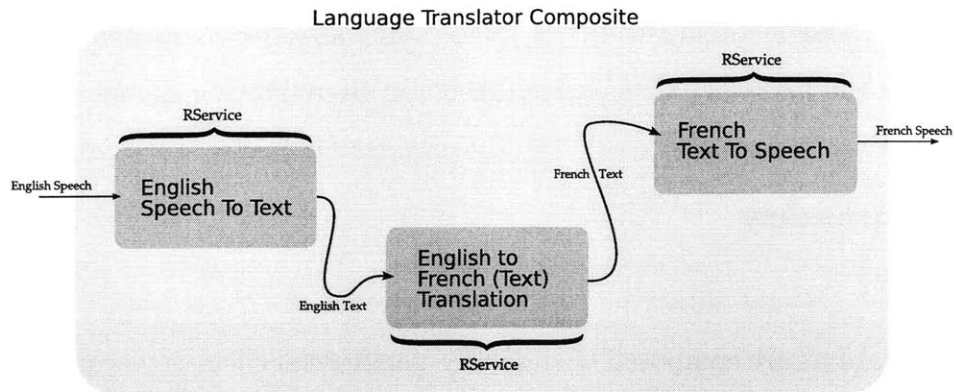 Language Translator Composite
RService
English Speech
English
Speech To Text
English Text
English to
French (Text)
Translation
RService
French Text
RService
French
Text To Speech
French Speech